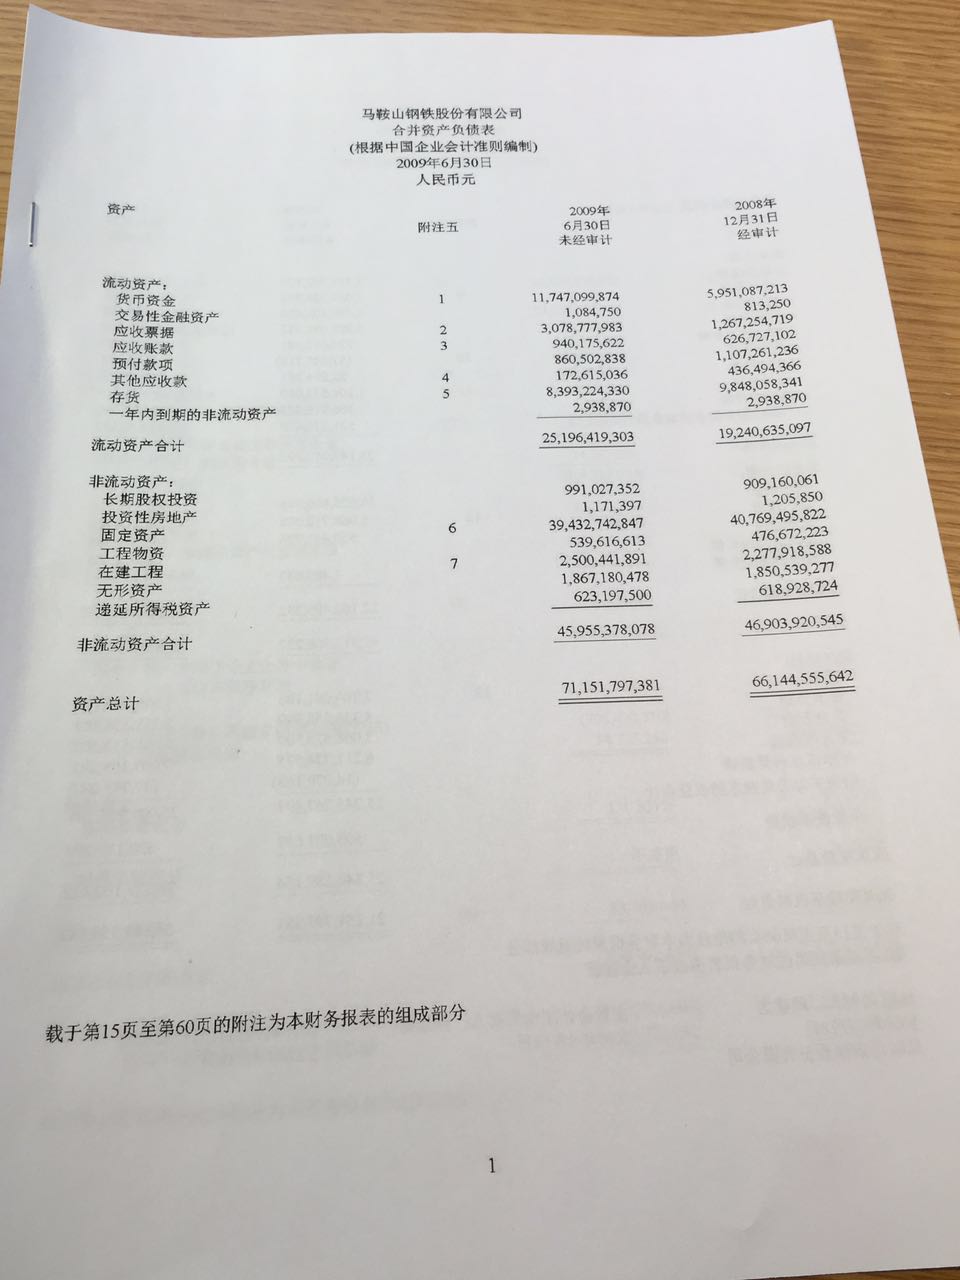 马鞍山钢铁股份有限公司
合并资产负债表
(根据中国企业会计准则编制)
2009年6月30日
人民币元
资产 附注五 2009年 6月30日 未经审计 2008年 12月31日 经审计
流动资产：
货币资金 1 11,747,099,874 5,951,087,213
交易性金融资产 1,084,750 813,250
应收票据 2 3,078,777,983 1,267,254,719
应收账款 3 940,175,622 626,727,102
预付款项 860,502,838 1,107,261,236
其他应收款 4 172,615,036 436,494,366
存货 5 8,393,224,330 9,848,058,341
一年内到期的非流动资产 2,938,870 2,938,870
流动资产合计 25,196,419,303 19,240,635,097
非流动资产：
长期股权投资 991,027,352 909,160,061
投资性房地产 1,171,397 1,205,850
固定资产 6 39,432,742,847 40,769,495,822
工程物资 539,616,613 476,672,223
在建工程 7 2,500,441,891 2,277,918,588
无形资产 1,867,180,478 1,850,539,277
递延所得税资产 623,197,500 618,928,724
非流动资产合计 45,955,378,078 46,903,920,545
资产总计 71,151,797,381 66,144,555,642
载于第15页至第60页的附注为本财务报表的组成部分
1